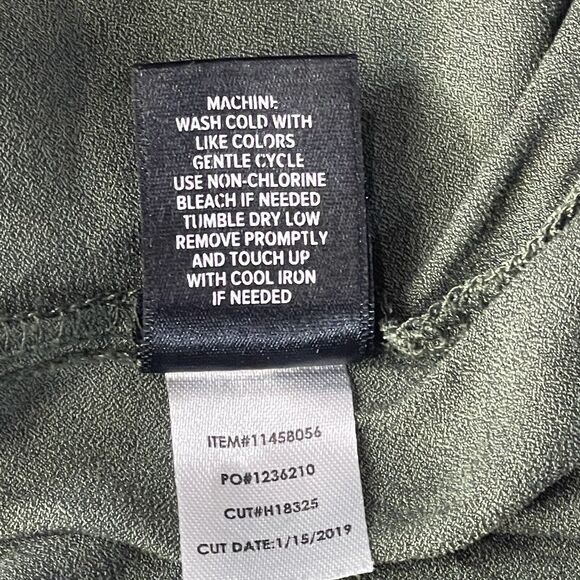 MACHINE
WASH COLD WITH
LIKE COLORS
GENTLE CYCLE
USE NON-CHLORINE
BLEACH IF NEEDED
TUMBLE DRY LOW
REMOVE PROMPTLY
AND TOUCH UP
WITH COOL IRON
IF NEEDED
ITEM#11458056
PO#1236210
CUT#H18325
CUT DATE:1/15/2019